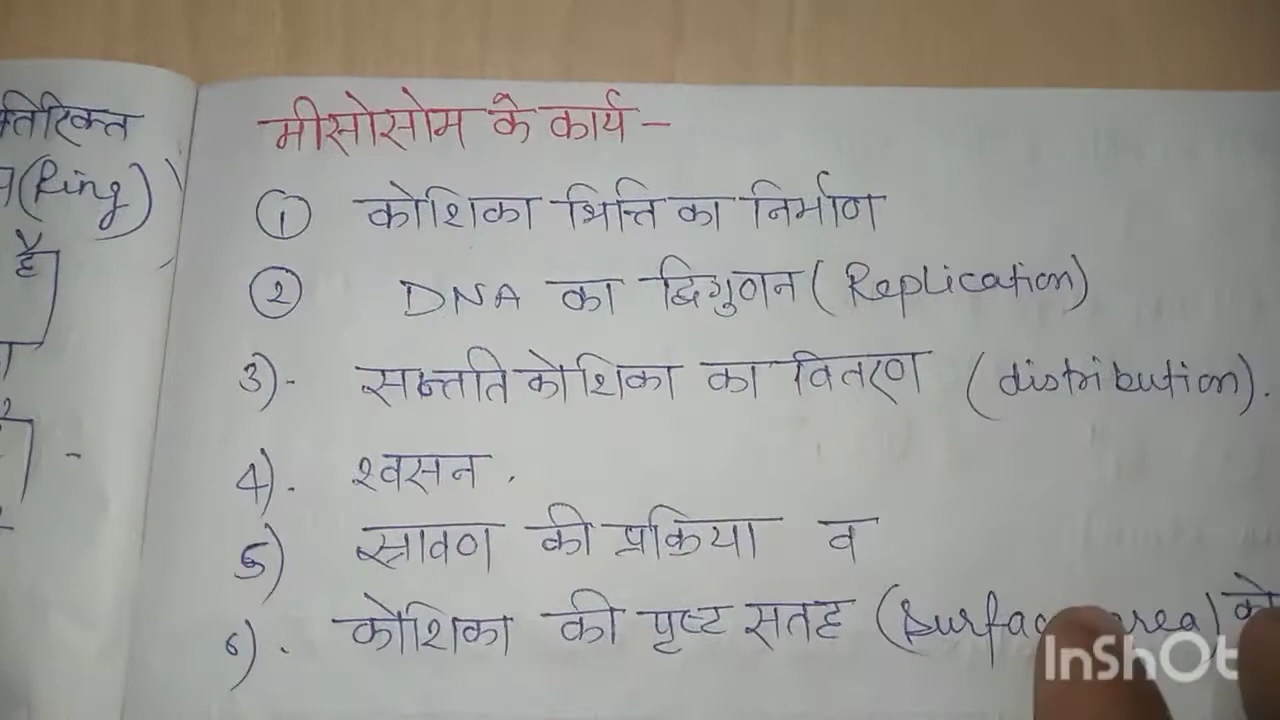 मीसोसोम के कार्य –
① कोशिका भित्ति का निर्माण
② DNA का द्विगुणन ( Replication)
3)- सन्तति कोशिका का वितरण (distribution).
4). श्वसन .
5) स्रावण की प्रक्रिया व
6). कोशिका की पृष्ट सतह (surface area) को
(Ring)
है
InShOt